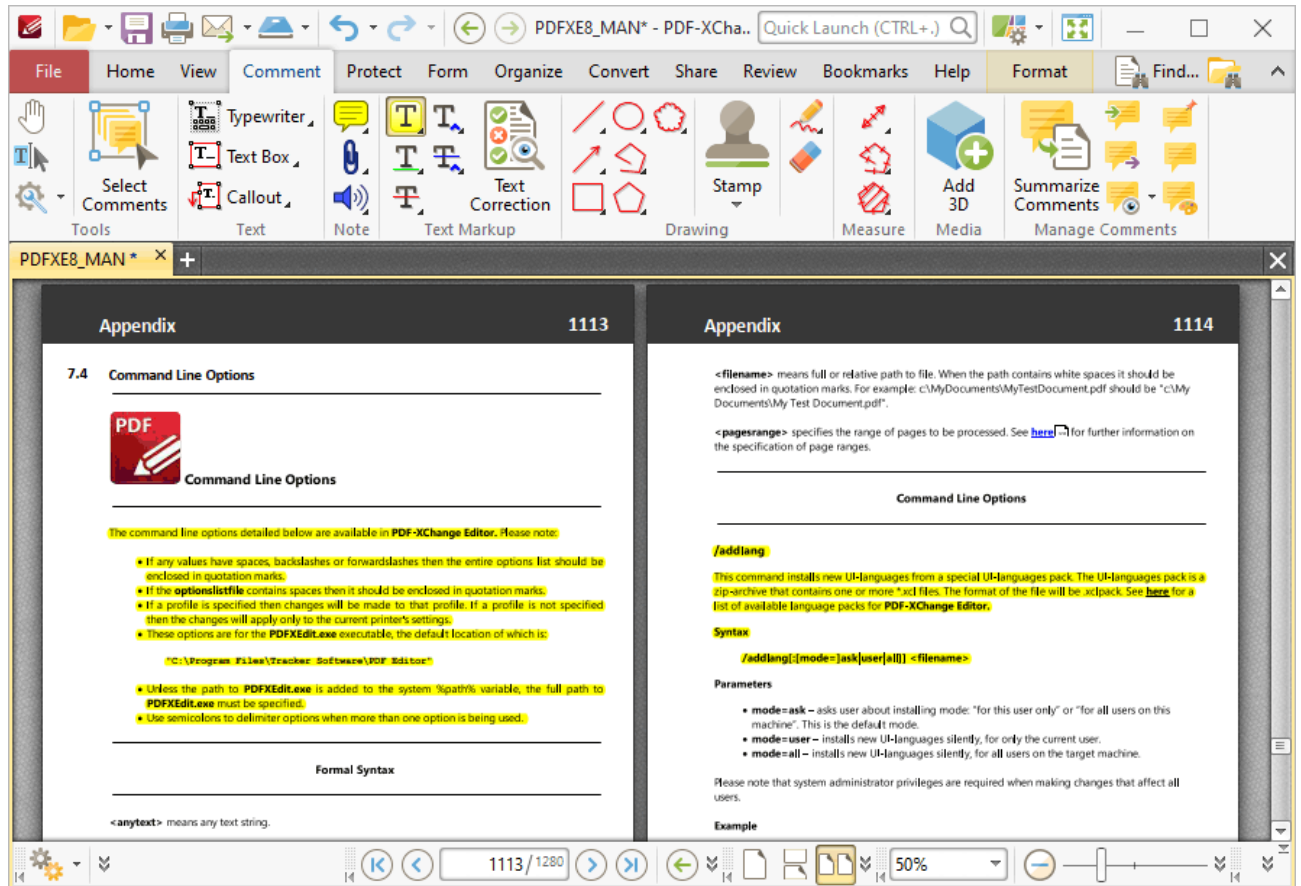 PDFXE8_MAN* - PDF-XCha.. Quick Launch (CTRL+.)
File Home View Comment Protect Form Organize Convert Share Review Bookmarks Help Format Find...
Typewriter
Text Box
Callout
Select
Comments
Text
Correction
Stamp
Add
3D
Summarize
Comments
Tools Text Note Text Markup Drawing Measure Media Manage Comments
PDFXE8_MAN *
Appendix 1113
7.4 Command Line Options
PDF
Command Line Options
The command line options detailed below are available in PDF-XChange Editor. Please note:
• If any values have spaces, backslashes or forwardslashes then the entire options list should be
enclosed in quotation marks.
• If the optionslistfile contains spaces then it should be enclosed in quotation marks.
• If a profile is specified then changes will be made to that profile. If a profile is not specified
then the changes will apply only to the current printer's settings.
• These options are for the PDFXEdit.exe executable, the default location of which is:
"C:\Program Files\Tracker Software\PDF Editor"
• Unless the path to PDFXEdit.exe is added to the system %path% variable, the full path to
PDFXEdit.exe must be specified.
• Use semicolons to delimiter options when more than one option is being used.
Formal Syntax
<anytext> means any text string.
Appendix 1114
<filename> means full or relative path to file. When the path contains white spaces it should be
enclosed in quotation marks. For example: c:\MyDocuments\MyTestDocument.pdf should be "c:\My
Documents\My Test Document.pdf".
<pagesrange> specifies the range of pages to be processed. See here for further information on
the specification of page ranges.
Command Line Options
/addlang
This command installs new UI-languages from a special UI-languages pack. The UI-languages pack is a
zip-archive that contains one or more *.xcl files. The format of the file will be .xclpack. See here for a
list of available language packs for PDF-XChange Editor.
Syntax
/addlang[:[mode=]ask|user|all]] <filename>
Parameters
• mode=ask – asks user about installing mode: "for this user only" or "for all users on this
machine". This is the default mode.
• mode=user – installs new UI-languages silently, for only the current user.
• mode=all – installs new UI-languages silently, for all users on the target machine.
Please note that system administrator privileges are required when making changes that affect all
users.
Example
1113/1280 50%